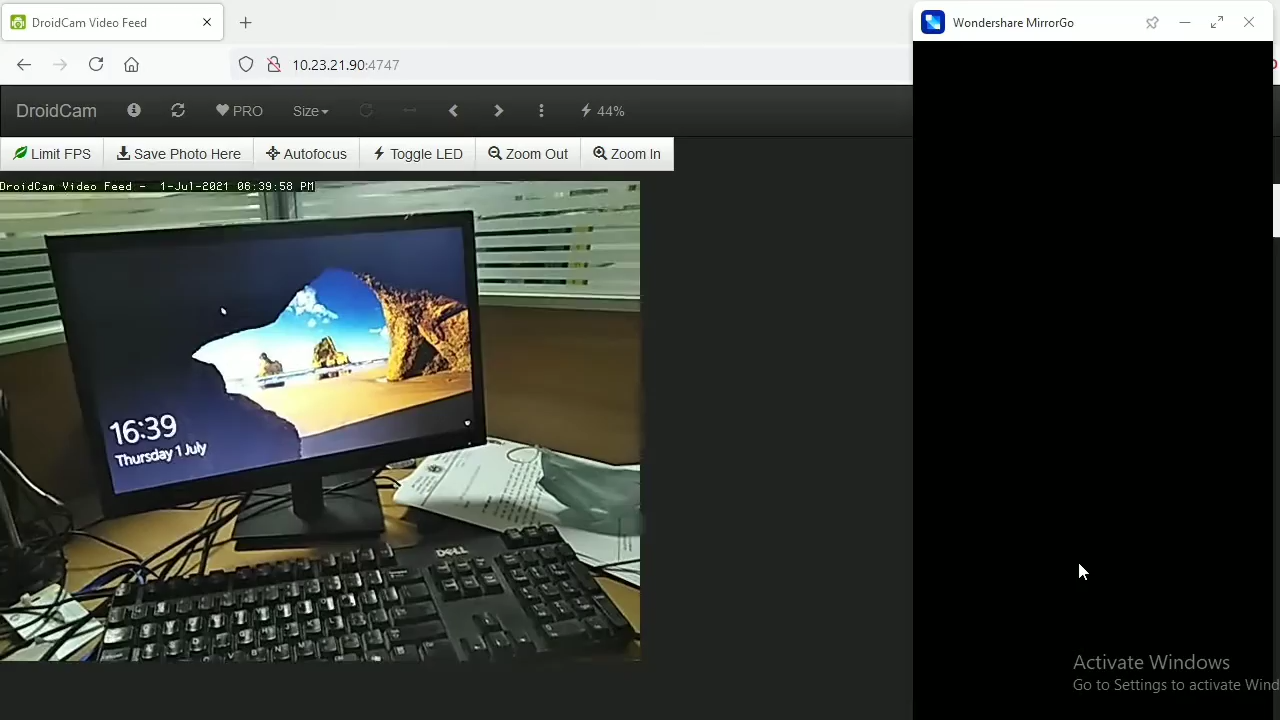 DroidCam Video Feed
Wondershare MirrorGo
10.23.21.90:4747
DroidCam
PRO
Size
44%
Limit FPS
Save Photo Here
Autofocus
Toggle LED
Zoom Out
Zoom In
DroidCam Video Feed - 1-Jul-2021 06:39:58 PM
16:39
Thursday 1 July
DELL
Activate Windows
Go to Settings to activate Wind